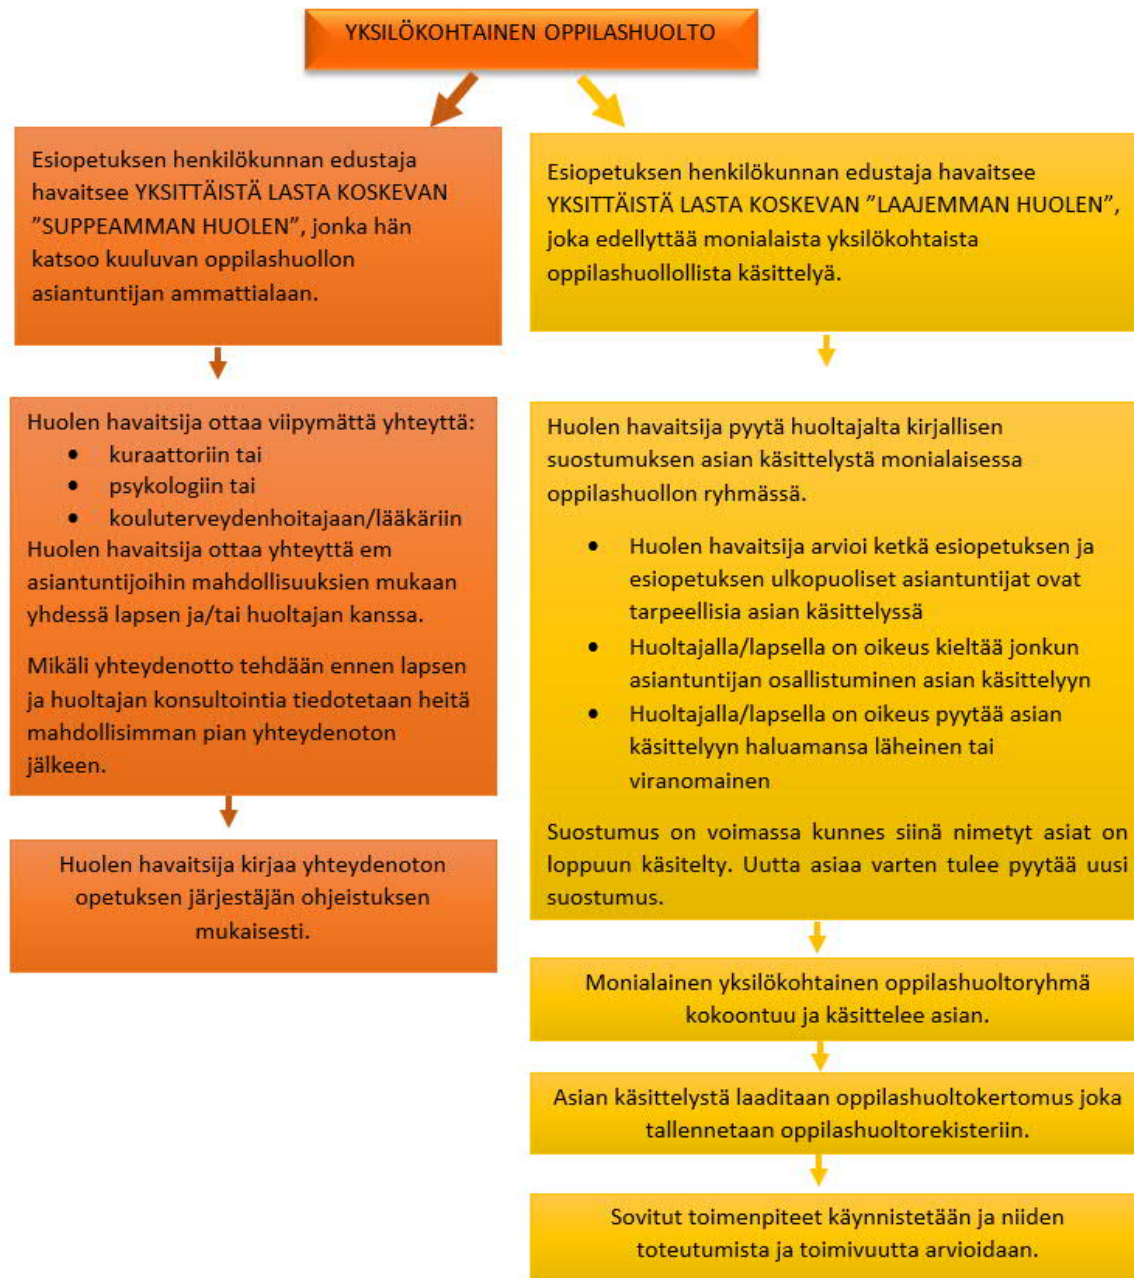 YKSILÖKOHTAINEN OPPILASHUOLTO
Esiopetuksen henkilökunnan edustaja
havaitsee YKSITTÄISTÄ LASTA KOSKEVAN
”SUPPEAMMAN HUOLEN”, jonka hän
katsoo kuuluvan oppilashuollon
asiantuntijan ammattialaan.
Huolen havaitsija ottaa viipymättä yhteyttä:
• kuraattoriin tai
• psykologiin tai
• kouluterveydenhoitajaan/lääkäriin
Huolen havaitsija ottaa yhteyttä em
asiantuntijoihin mahdollisuuksien mukaan
yhdessä lapsen ja/tai huoltajan kanssa.
Mikäli yhteydenotto tehdään ennen lapsen
ja huoltajan konsultointia tiedotetaan heitä
mahdollisimman pian yhteydenoton
jälkeen.
Huolen havaitsija kirjaa yhteydenoton
opetuksen järjestäjän ohjeistuksen
mukaisesti.
Esiopetuksen henkilökunnan edustaja havaitsee
YKSITTÄISTÄ LASTA KOSKEVAN ”LAAJEMMAN HUOLEN”,
joka edellyttää monialaista yksilökohtaista
oppilashuollollista käsittelyä.
Huolen havaitsija pyytä huoltajalta kirjallisen
suostumuksen asian käsittelystä monialaisessa
oppilashuollon ryhmässä.
• Huolen havaitsija arvioi ketkä esiopetuksen ja
esiopetuksen ulkopuoliset asiantuntijat ovat
tarpeellisia asian käsittelyssä
• Huoltajalla/lapsella on oikeus kieltää jonkun
asiantuntijan osallistuminen asian käsittelyyn
• Huoltajalla/lapsella on oikeus pyytää asian
käsittelyyn haluamansa läheinen tai
viranomainen
Suostumus on voimassa kunnes siinä nimetyt asiat on
loppuun käsitelty. Uutta asiaa varten tulee pyytää uusi
suostumus.
Monialainen yksilökohtainen oppilashuoltoryhmä
kokoontuu ja käsittelee asian.
Asian käsittelystä laaditaan oppilashuoltokertomus joka
tallennetaan oppilashuoltorekisteriin.
Sovitut toimenpiteet käynnistetään ja niiden
toteutumista ja toimivuutta arvioidaan.